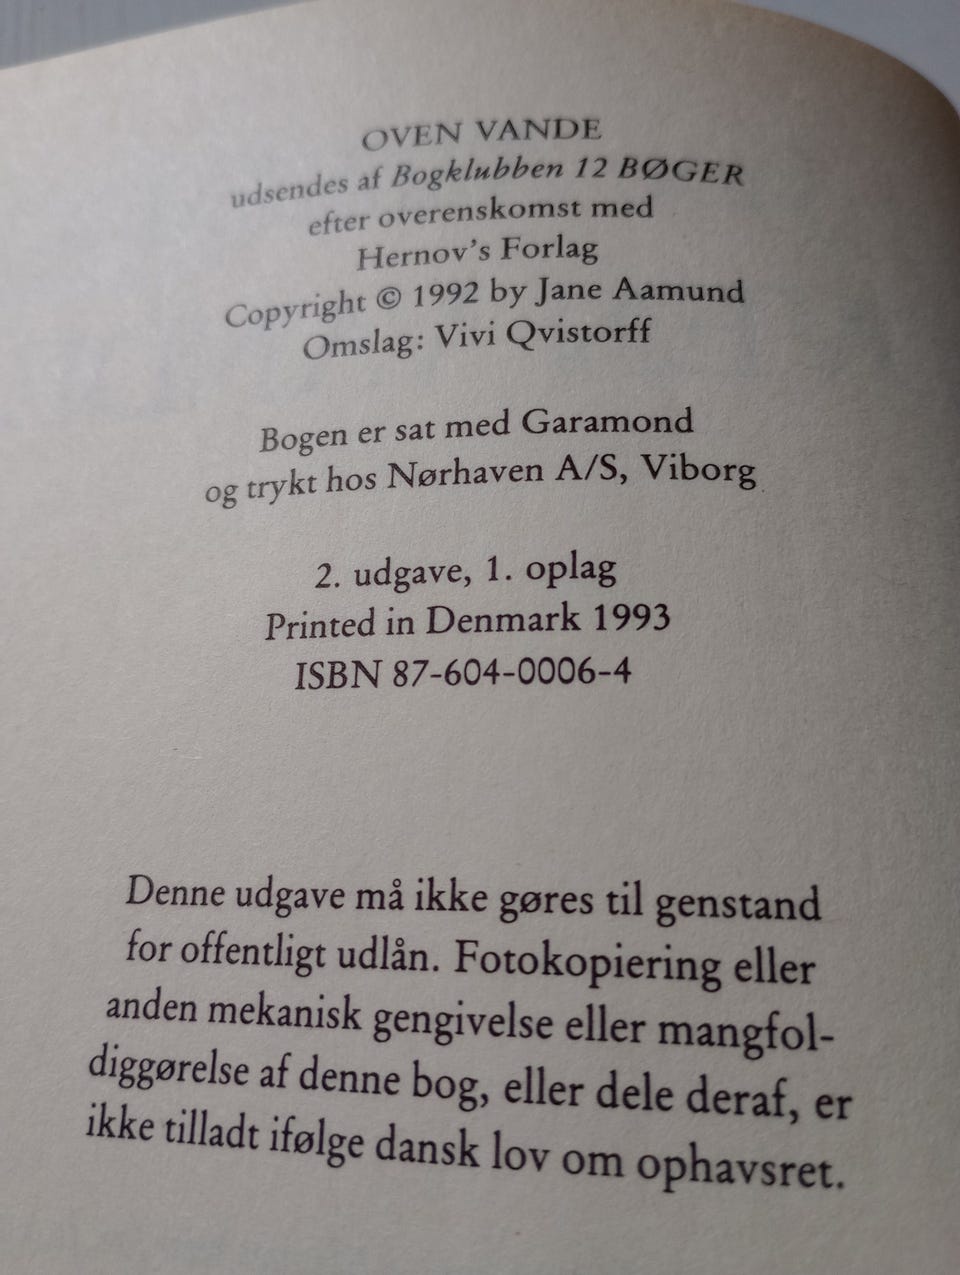 OVEN VANDE
udsendes af Bogklubben 12 BØGER
efter overenskomst med
Hernov's Forlag
Copyright © 1992 by Jane Aamund
Omslag: Vivi Qvistorff
Bogen er sat med Garamond
og trykt hos Nørhaven A/S, Viborg
2. udgave, 1. oplag
Printed in Denmark 1993
ISBN 87-604-0006-4
Denne udgave må ikke gøres til genstand
for offentligt udlån. Fotokopiering eller
anden mekanisk gengivelse eller mangfol-
diggørelse af denne bog, eller dele deraf, er
ikke tilladt ifølge dansk lov om ophavsret.